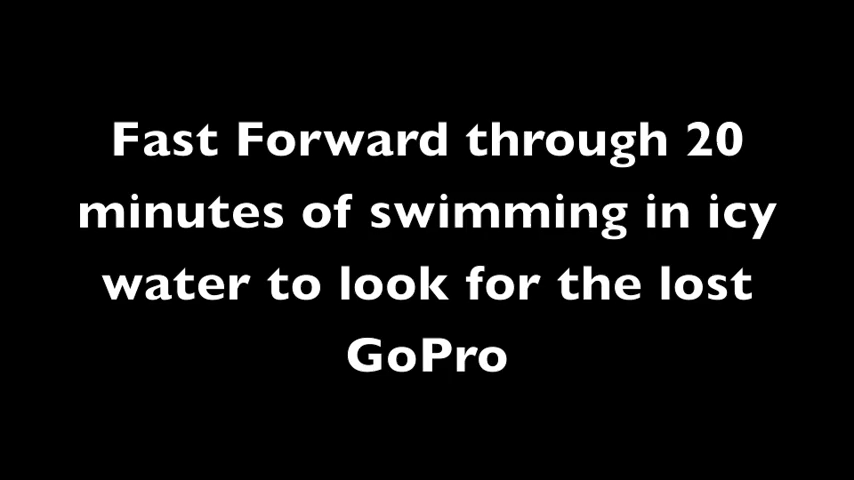 Fast Forward through 20
minutes of swimming in icy
water to look for the lost
GoPro